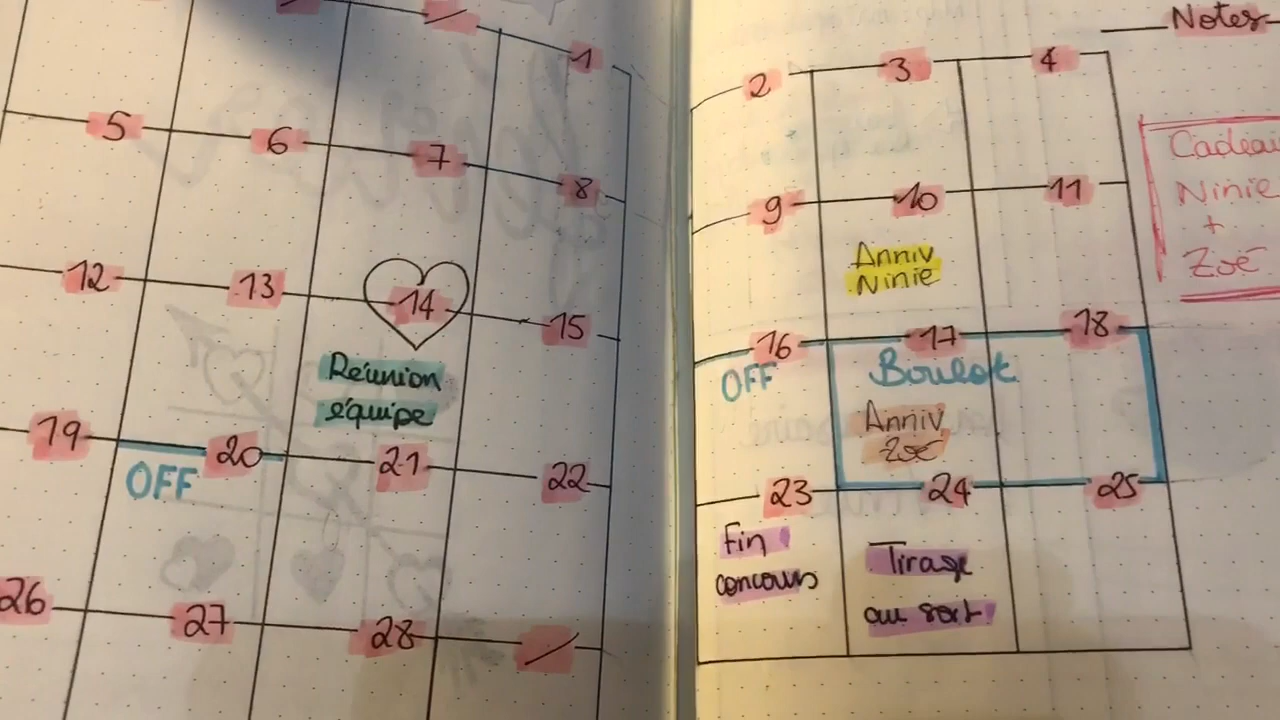 1
5
6
7
8
12
13
14
15
Réunion
équipe
19
20
21
22
OFF
26
27
28
Notes
2
3
4
9
10
11
Anniv
Ninie
16
17
18
OFF
Boulot
Anniv
Zoé
23
24
25
Fin
concours
Tirage
au sort
Cadeau
Ninie
+
Zoé